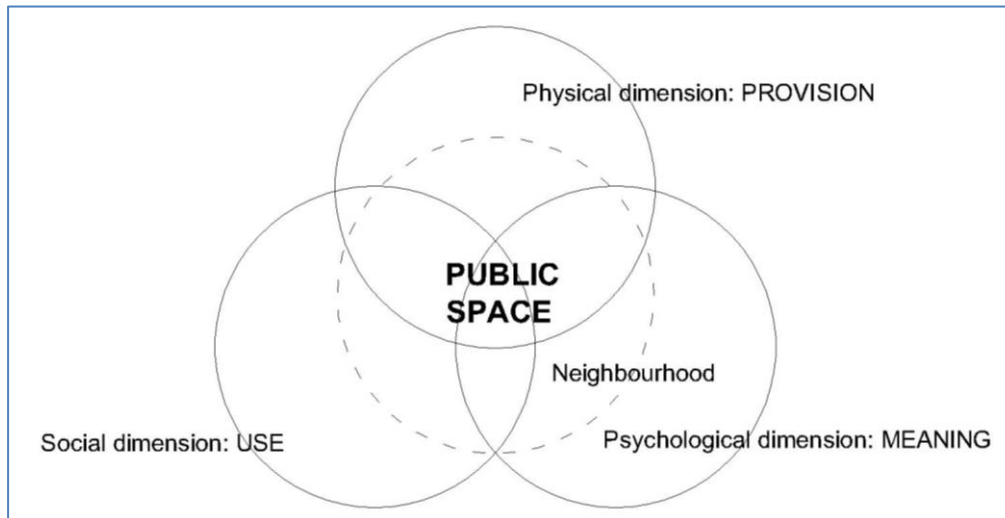 Physical dimension: PROVISION
PUBLIC
SPACE
Neighbourhood
Social dimension: USE
Psychological dimension: MEANING